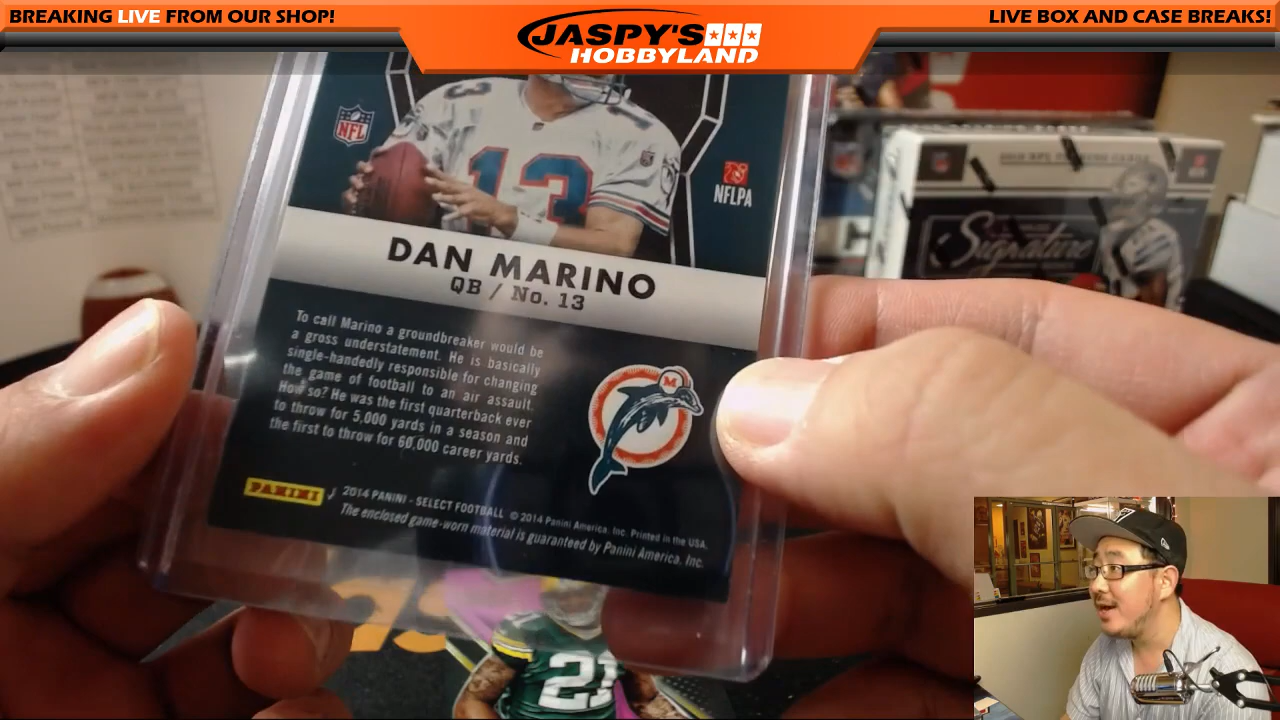 BREAKING LIVE FROM OUR SHOP!
JASPY'S
HOBBYLAND
LIVE BOX AND CASE BREAKS!
13
NFL
13
NFLPA
DAN MARINO
QB / No. 13
To call Marino a groundbreaker would be
a gross understatement. He is basically
single-handedly responsible for changing
the game of football to an air assault.
How so? He was the first quarterback ever
to throw for 5,000 yards in a season and
the first to throw for 60,000 career yards.
M
PANINI
2014 PANINI - SELECT FOOTBALL © 2014 Panini America, Inc. Printed in the USA.
The enclosed game-worn material is guaranteed by Panini America, Inc.
Signature
21